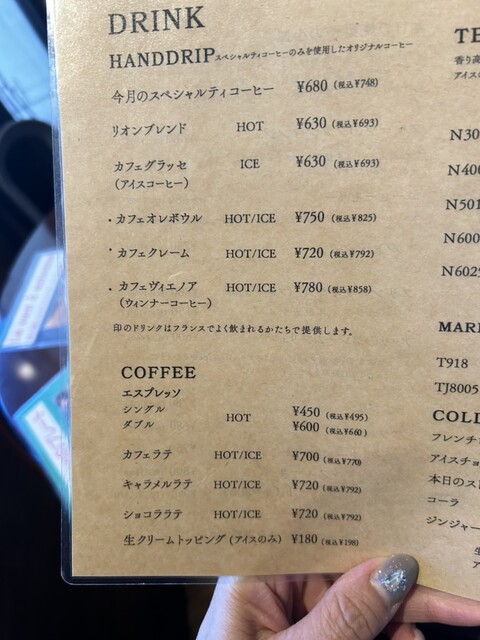 DRINK
HANDDRIP スペシャルティコーヒーのみを使用したオリジナルコーヒー
今月のスペシャルティコーヒー ¥680 (税込¥748)
リオンブレンド HOT ¥630 (税込¥693)
カフェグラッセ ICE ¥630 (税込¥693)
(アイスコーヒー)
・カフェオレボウル HOT/ICE ¥750 (税込¥825)
・カフェクレーム HOT/ICE ¥720 (税込¥792)
・カフェヴィエノア HOT/ICE ¥780 (税込¥858)
(ウィンナーコーヒー)
印のドリンクはフランスでよく飲まれるかたちで提供します。
COFFEE
エスプレッソ
シングル HOT ¥450 (税込¥495)
ダブル ¥600 (税込¥660)
カフェラテ HOT/ICE ¥700 (税込¥770)
キャラメルラテ HOT/ICE ¥720 (税込¥792)
ショコララテ HOT/ICE ¥720 (税込¥792)
生クリームトッピング (アイスのみ) ¥180 (税込¥198)
TE
香り高
アイスの
N30
N400
N501
N600
N602
MAR
T918
TJ8005
COLD
フレンチ
アイスチョ
本日のス
コーラ
ジンジャー
生
ア